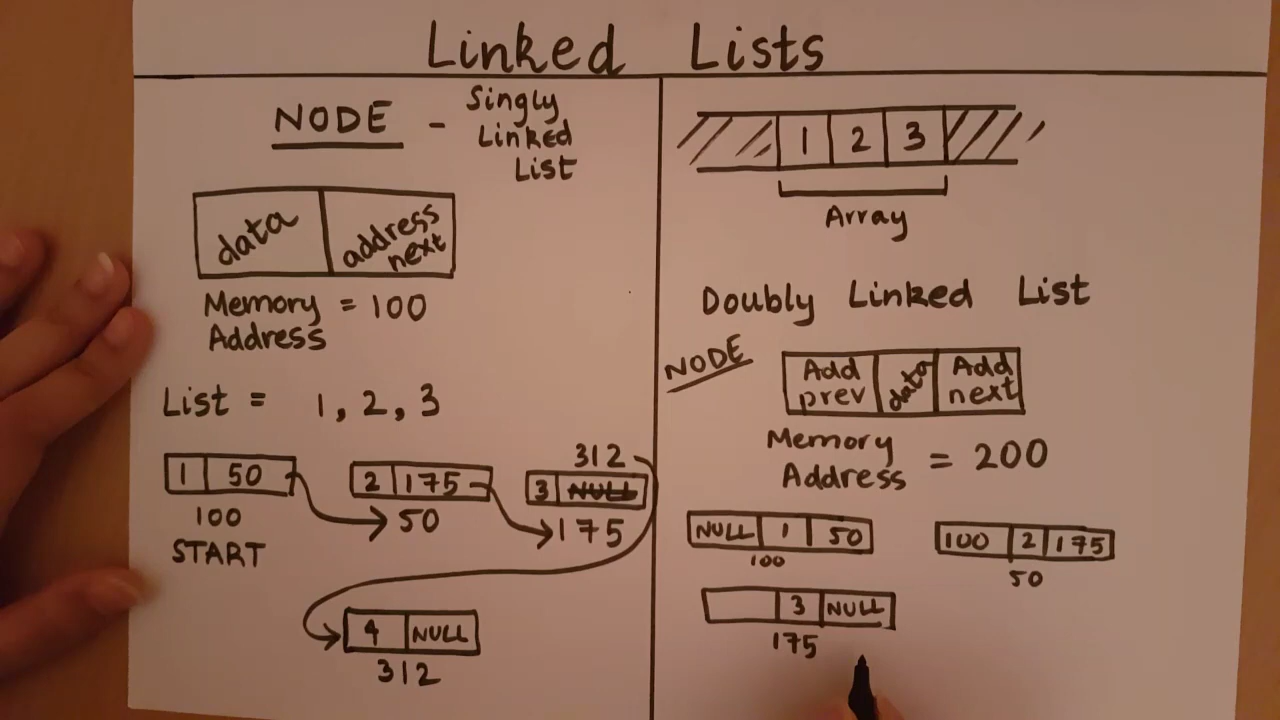 Linked Lists
NODE - Singly
Linked
List
data address
next
Memory = 100
Address
List = 1, 2, 3
1 50
100
START
2 175
50
312
3 NULL
175
4 NULL
312
1 2 3
Array
Doubly Linked List
NODE
Add
prev data Add
next
Memory
Address = 200
NULL 1 50
100
100 2 175
50
3 NULL
175